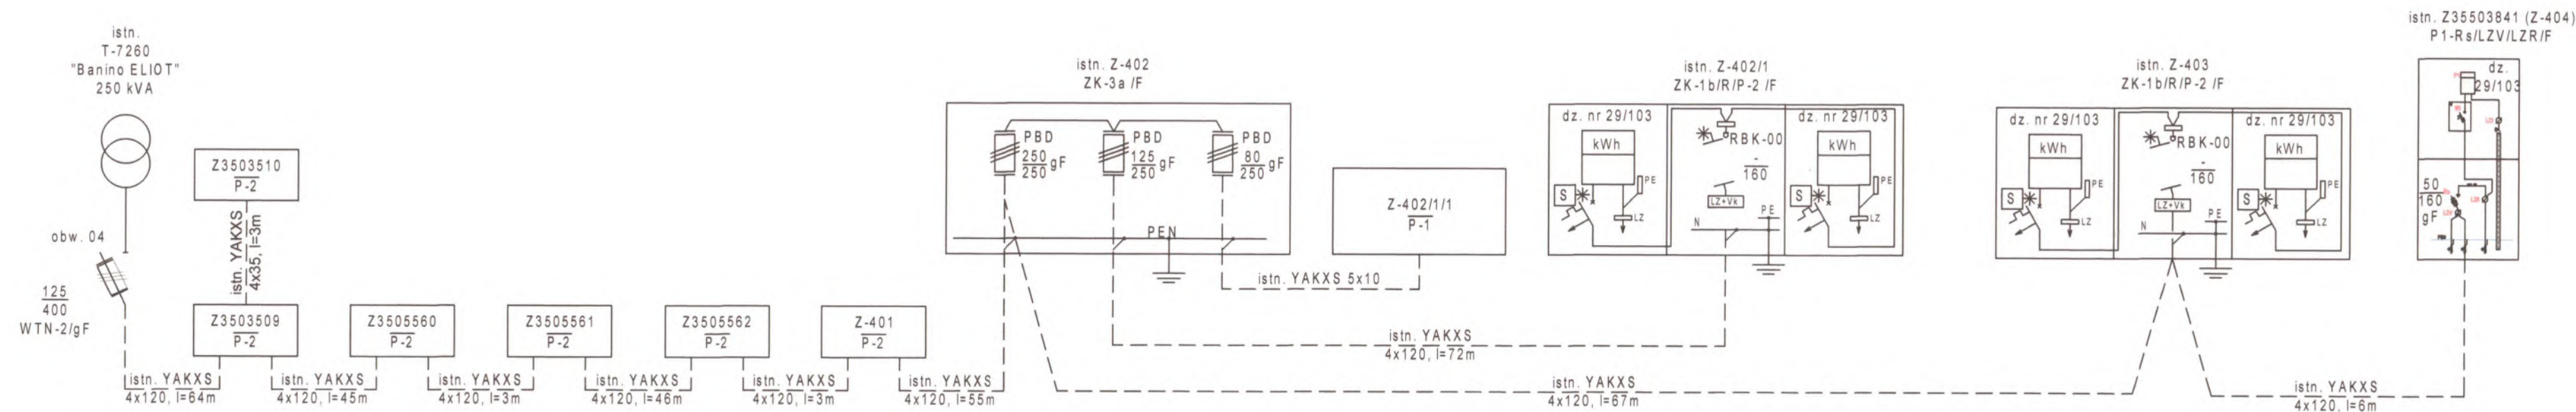 istn.
T-7260
"Banino ELIOT"
250 kVA
obw. 04
125
400
WTN-2/gF
Z3503510
P-2
istn. YAKXS
4x35, l=3m
Z3503509
P-2
Z3505560
P-2
Z3505561
P-2
Z3505562
P-2
Z-401
P-2
istn. YAKXS
4x120, l=64m
istn. YAKXS
4x120, l=45m
istn. YAKXS
4x120, l=3m
istn. YAKXS
4x120, l=46m
istn. YAKXS
4x120, l=3m
istn. YAKXS
4x120, l=55m
istn. Z-402
ZK-3a /F
PBD
250
250
gF
PBD
125
250
gF
PBD
80
250
gF
PEN
istn. YAKXS 5x10
Z-402/1/1
P-1
istn. YAKXS
4x120, l=72m
istn. YAKXS
4x120, l=67m
istn. Z-402/1
ZK-1b/R/P-2 /F
dz. nr 29/103
kWh
S
PE
LZ
RBK-00
-
160
LZ+Vk
N
PE
dz. nr 29/103
kWh
S
PE
LZ
istn. Z-403
ZK-1b/R/P-2 /F
dz. nr 29/103
kWh
S
PE
LZ
RBK-00
-
160
LZ+Vk
N
PE
dz. nr 29/103
kWh
S
PE
LZ
istn. YAKXS
4x120, l=6m
istn. Z35503841 (Z-404)
P1-Rs/LZV/LZR/F
dz.
29/103
50
160
gF